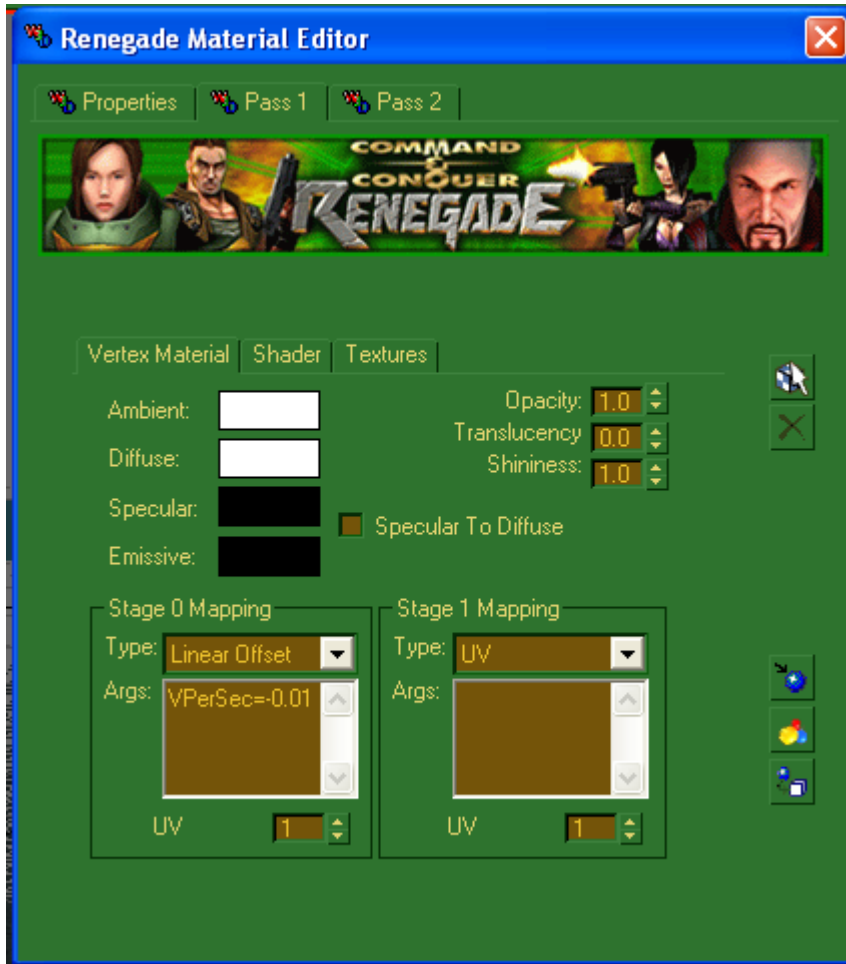 Renegade Material Editor
Properties Pass 1 Pass 2
COMMAND
&
CONQUER
RENEGADE
Vertex Material Shader Textures
Ambient:
Opacity: 1.0
Translucency 0.0
Diffuse:
Shininess: 1.0
Specular:
Specular To Diffuse
Emissive:
Stage 0 Mapping
Type: Linear Offset
Args: VPerSec=-0.01
UV 1
Stage 1 Mapping
Type: UV
Args:
UV 1